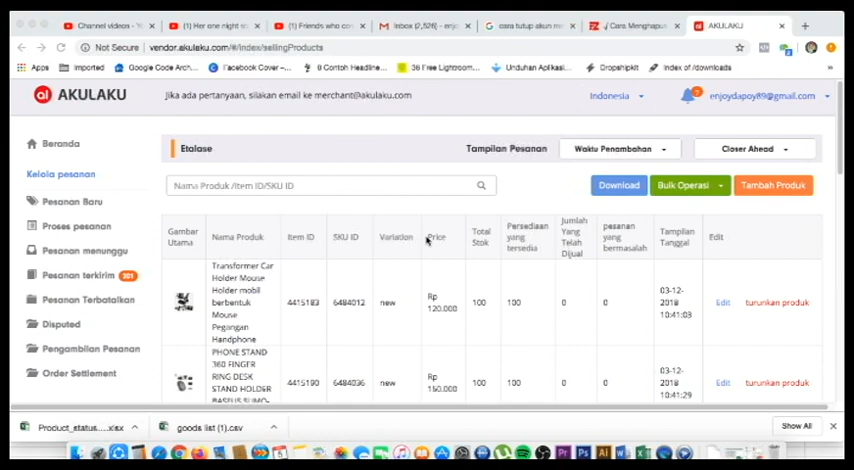 Channel videos - Y
(1) Her one night s
(1) Friends who co
Inbox (2,526) - enjo
cara tutup akun m
√ Cara Menghapus
AKULAKU
Not Secure | vendor.akulaku.com/#/index/sellingProducts
Apps
Imported
Google Code Arch...
Facebook Cover –...
8 Contoh Headline...
36 Free Lightroom...
Unduhan Aplikasi...
Dropshipkit
Index of /downloads
AKULAKU
Jika ada pertanyaan, silakan email ke merchant@akulaku.com
Indonesia
enjoydapoy89@gmail.com
Beranda
Kelola pesanan
Pesanan Baru
Proses pesanan
Pesanan menunggu
Pesanan terkirim 201
Pesanan Terbatalkan
Disputed
Pengambilan Pesanan
Order Settlement
Etalase
Tampilan Pesanan
Waktu Penambahan
Closer Ahead
Nama Produk /Item ID/SKU ID
Download
Bulk Operasi
Tambah Produk
Gambar Utama
Nama Produk
Item ID
SKU ID
Variation
Price
Total Stok
Persediaan yang tersedia
Jumlah Yang Telah Dijual
pesanan yang bermasalah
Tampilan Tanggal
Edit
Transformer Car
Holder Mouse
Holder mobil
berbentuk
Mouse
Pegangan
Handphone
4415183
6484012
new
Rp 120.000
100
100
0
0
03-12-2018 10:41:03
Edit
turunkan produk
PHONE STAND
360 FINGER
RING DESK
STAND HOLDER
4415190
6484036
new
Rp 150.000
100
100
0
0
03-12-2018 10:41:29
Edit
turunkan produk
Product_status....xlsx
goods list (1).csv
Show All